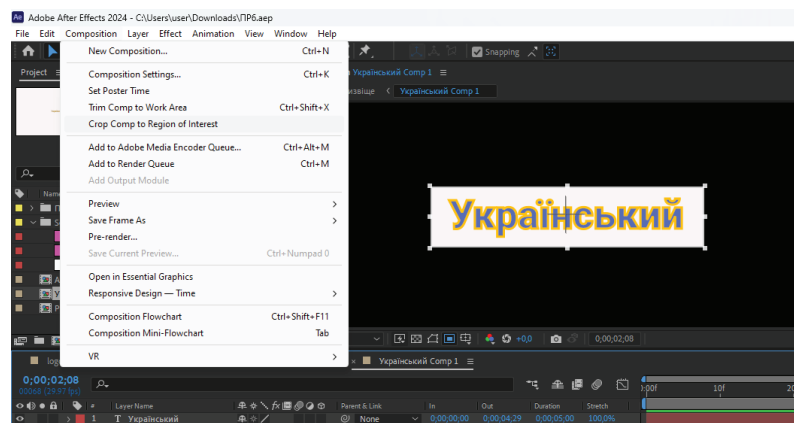 Adobe After Effects 2024 - C:\Users\user\Downloads\ПР6.aep
File Edit Composition Layer Effect Animation View Window Help
New Composition... Ctrl+N
Snapping
Project
Composition Settings... Ctrl+K
Український Comp 1
Set Poster Time
Український Comp 1
Trim Comp to Work Area Ctrl+Shift+X
Crop Comp to Region of Interest
Add to Adobe Media Encoder Queue... Ctrl+Alt+M
Add to Render Queue Ctrl+M
Add Output Module
Preview
Save Frame As
Український
Pre-render...
Save Current Preview... Ctrl+Numpad 0
Open in Essential Graphics
Responsive Design — Time
Composition Flowchart Ctrl+Shift+F11
Composition Mini-Flowchart Tab
+0,0 0;00;02;08
VR
Український Comp 1
0;00;02;08
00068 (29.97 fps)
10f
# Layer Name Parent & Link In Out Duration Stretch
1 T Український None 0;00;00;00 0;00;04;29 0;00;05;00 100,0%